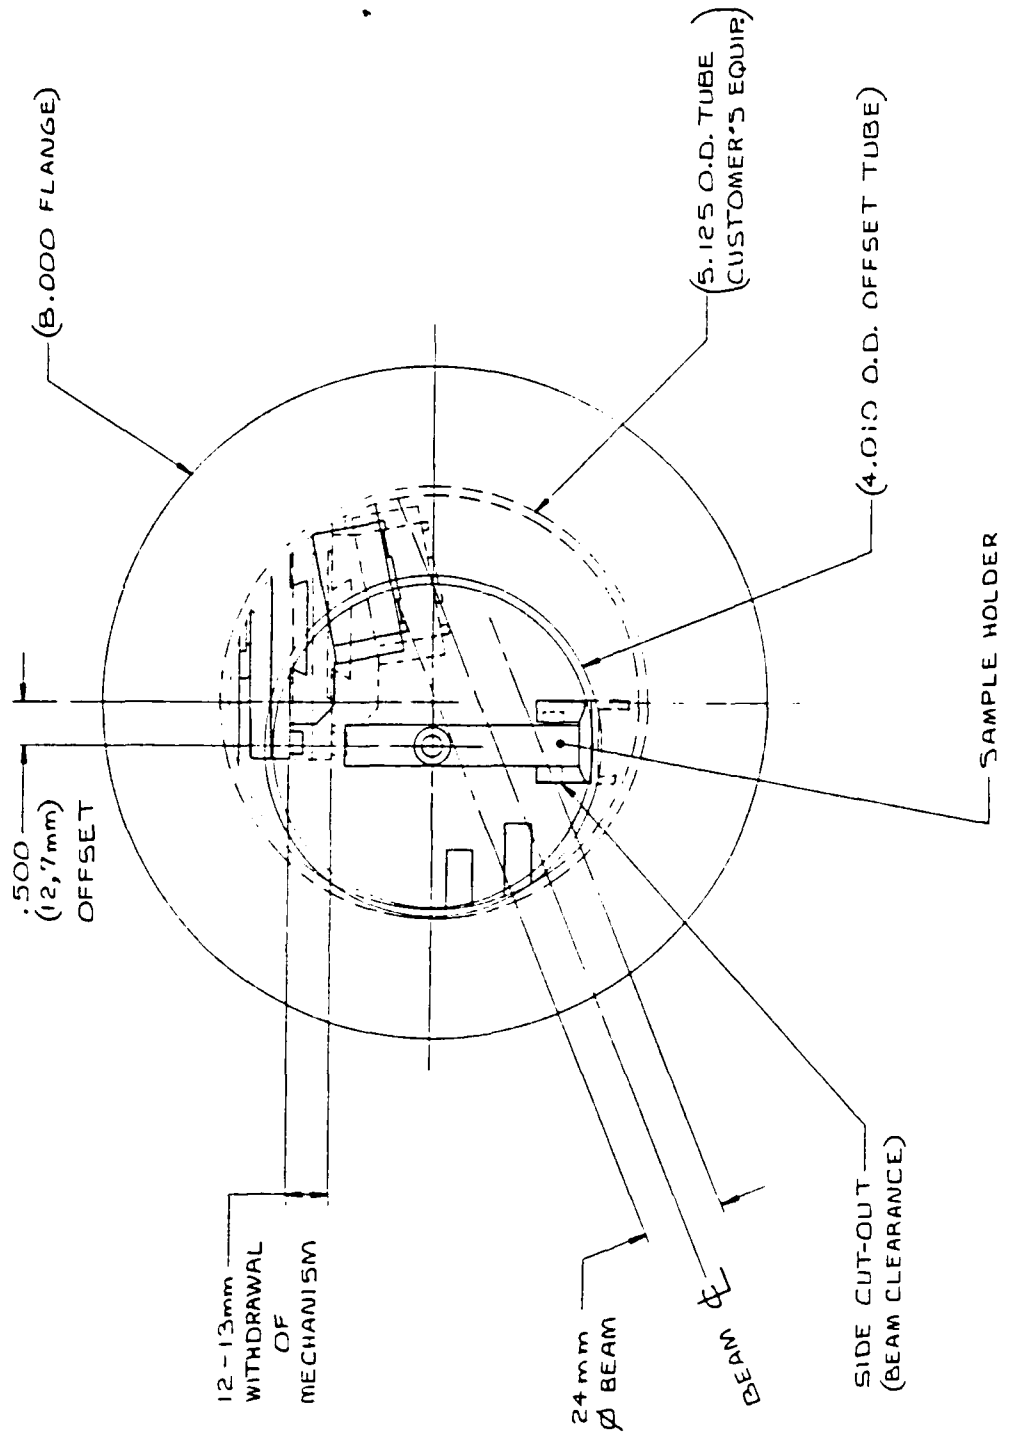 (8.000 FLANGE)
(5.125 O.D. TUBE
CUSTOMER'S EQUIP.)
(4.010 O.D. OFFSET TUBE)
SAMPLE HOLDER
.500
(12,7mm)
OFFSET
12-13mm
WITHDRAWAL
OF
MECHANISM
24mm
Ø BEAM
BEAM ℄
SIDE CUT-OUT
(BEAM CLEARANCE)